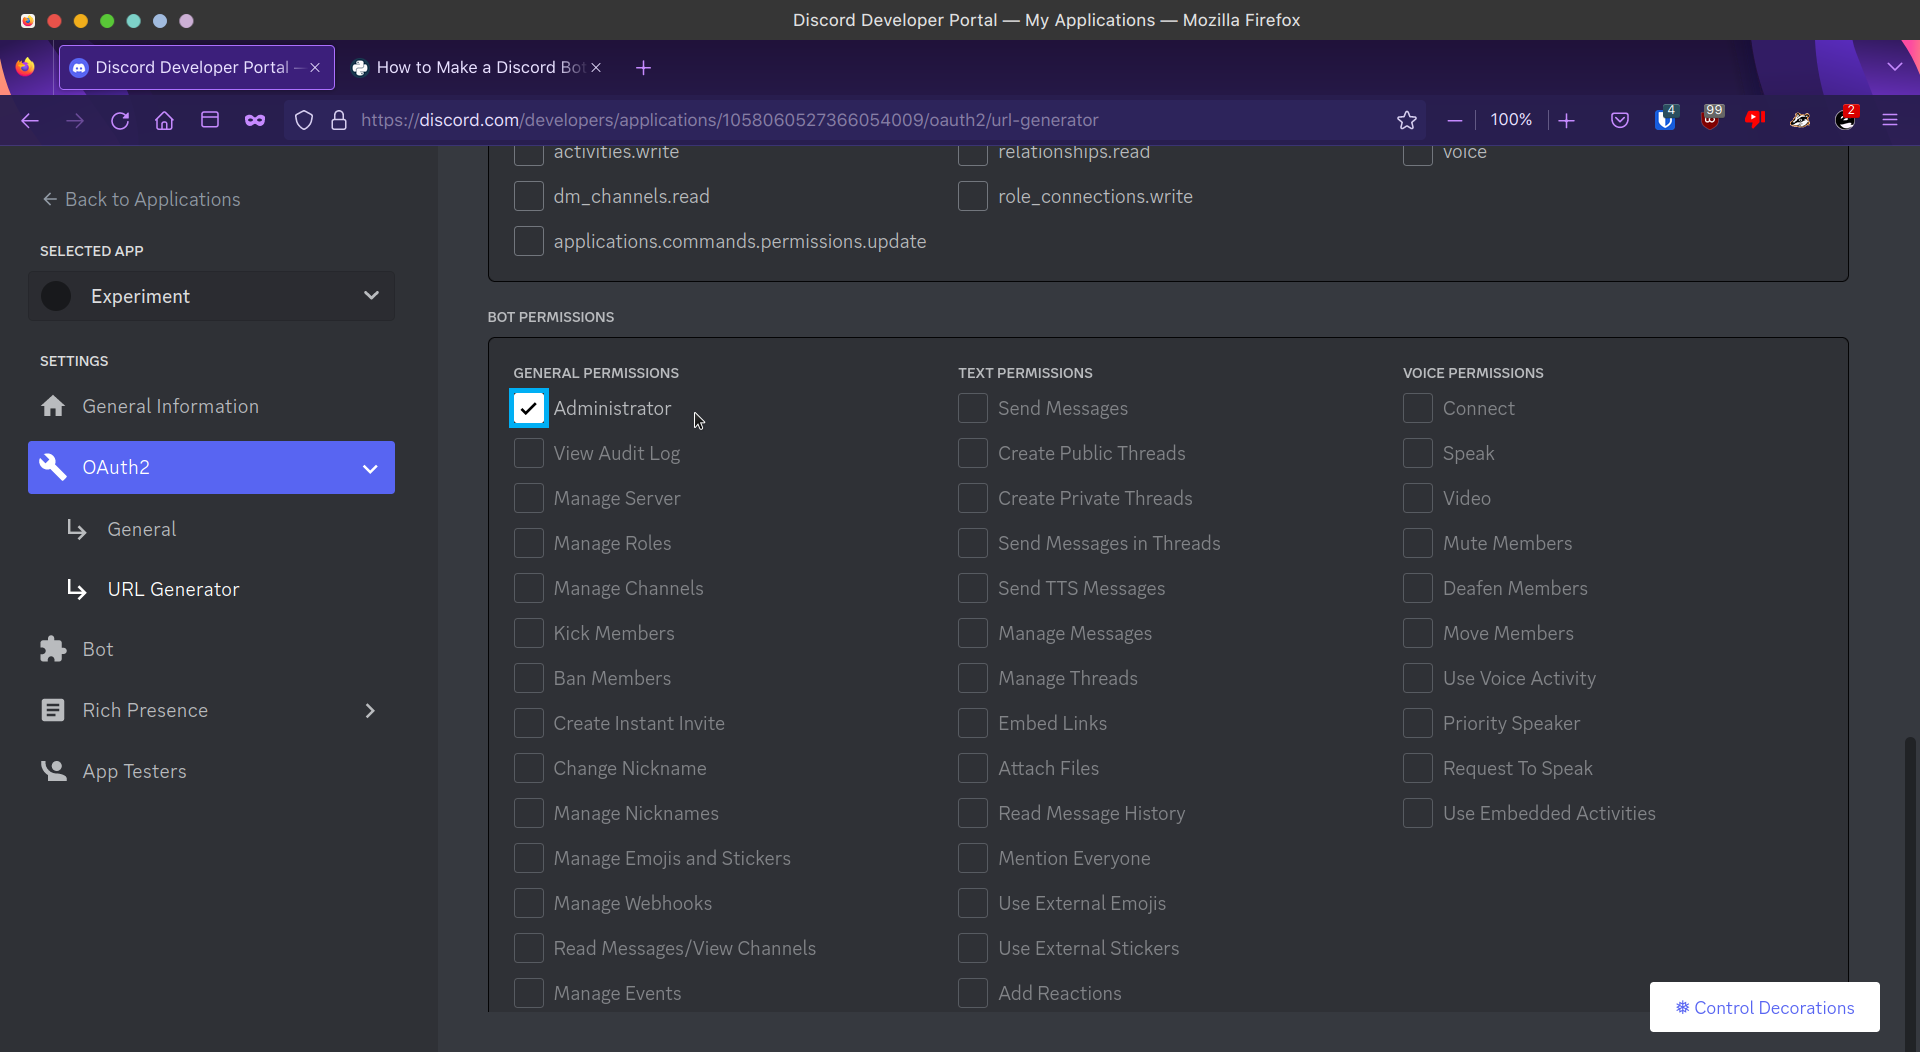 Discord Developer Portal — My Applications — Mozilla Firefox
Discord Developer Portal —
How to Make a Discord Bot
https://discord.com/developers/applications/1058060527366054009/oauth2/url-generator
100%
4
99
2
activities.write
relationships.read
voice
dm_channels.read
role_connections.write
applications.commands.permissions.update
Back to Applications
SELECTED APP
Experiment
SETTINGS
General Information
OAuth2
General
URL Generator
Bot
Rich Presence
App Testers
BOT PERMISSIONS
GENERAL PERMISSIONS
Administrator
View Audit Log
Manage Server
Manage Roles
Manage Channels
Kick Members
Ban Members
Create Instant Invite
Change Nickname
Manage Nicknames
Manage Emojis and Stickers
Manage Webhooks
Read Messages/View Channels
Manage Events
TEXT PERMISSIONS
Send Messages
Create Public Threads
Create Private Threads
Send Messages in Threads
Send TTS Messages
Manage Messages
Manage Threads
Embed Links
Attach Files
Read Message History
Mention Everyone
Use External Emojis
Use External Stickers
Add Reactions
VOICE PERMISSIONS
Connect
Speak
Video
Mute Members
Deafen Members
Move Members
Use Voice Activity
Priority Speaker
Request To Speak
Use Embedded Activities
Control Decorations